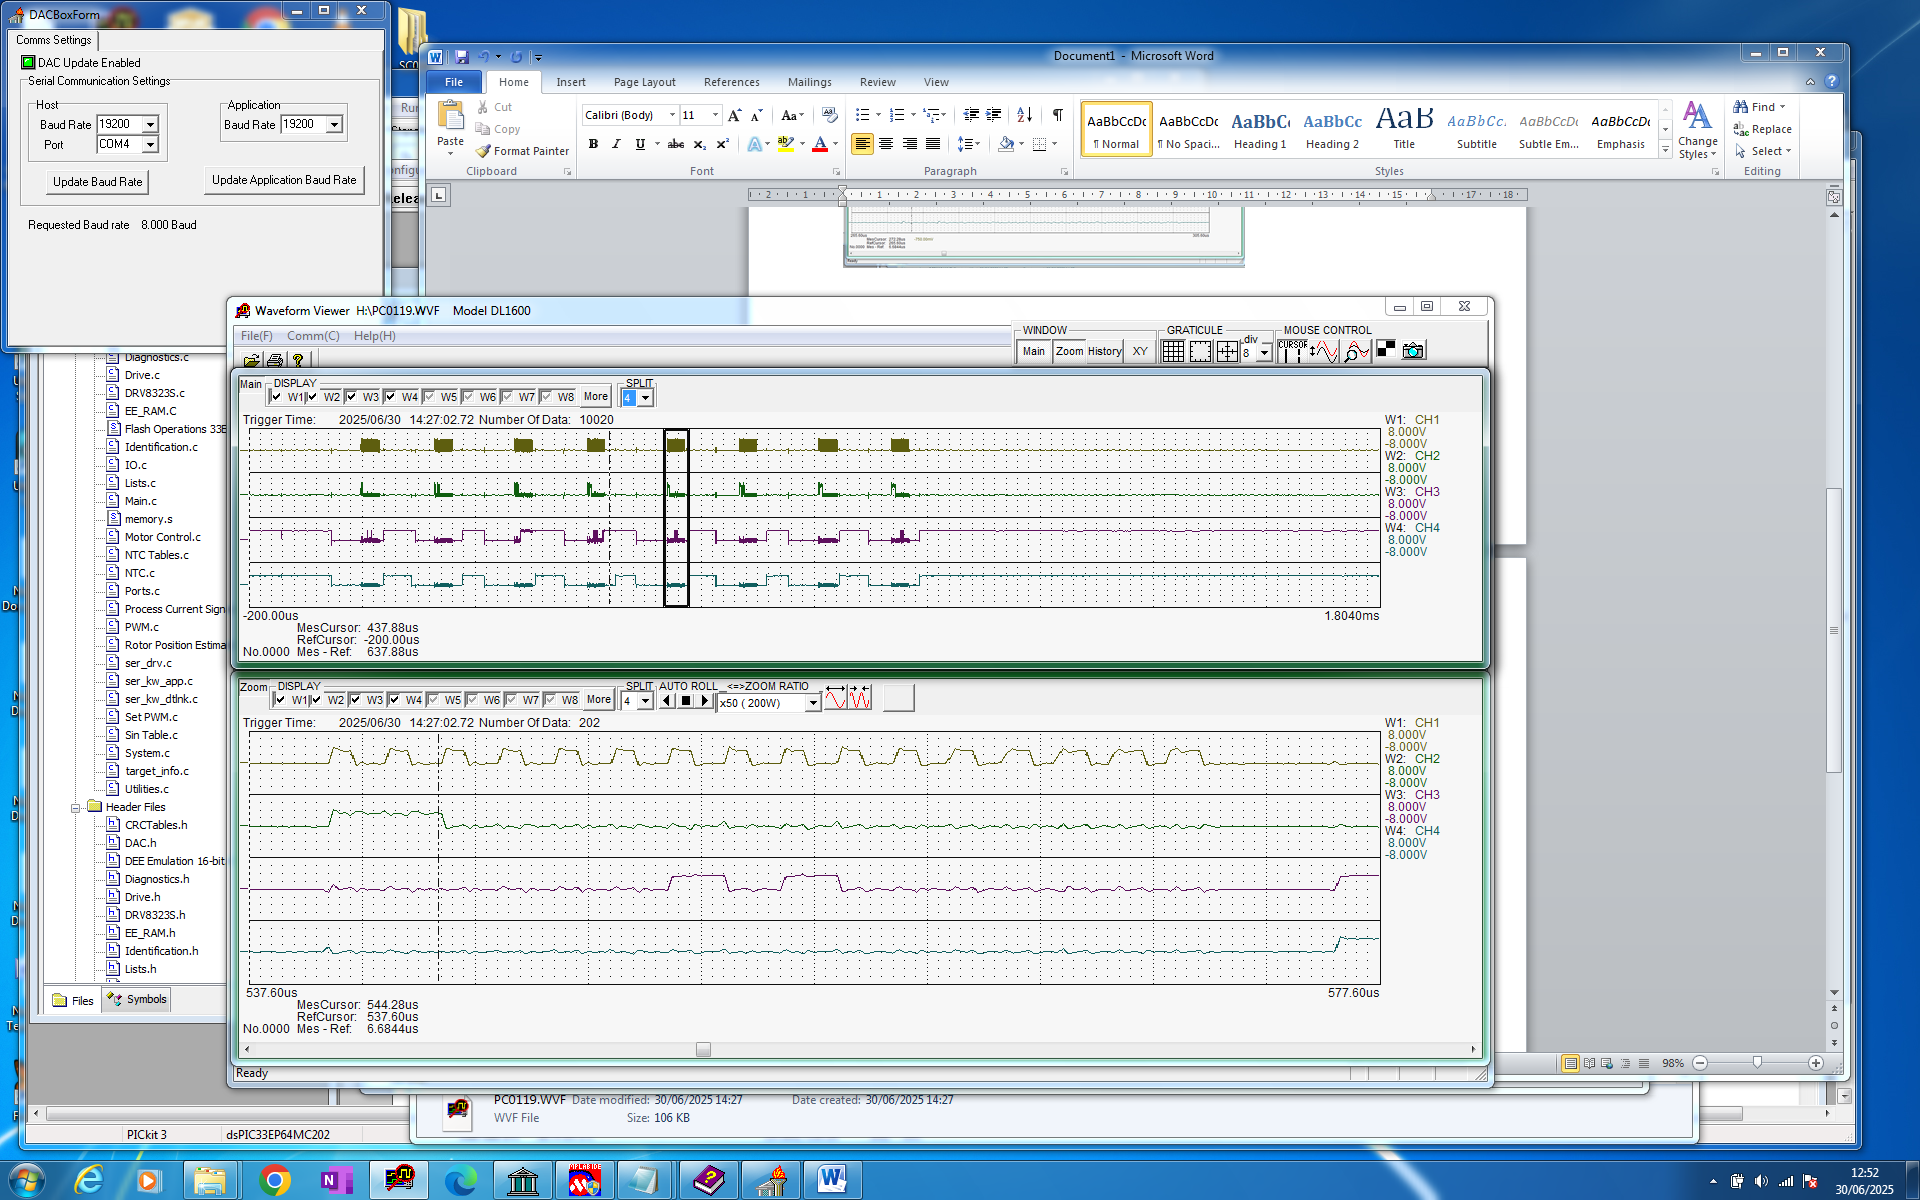 DACBoxForm
Comms Settings
DAC Update Enabled
Serial Communication Settings
Host
Baud Rate 19200
Port COM4
Update Baud Rate
Application
Baud Rate 19200
Update Application Baud Rate
Requested Baud rate 8.000 Baud
Document1 - Microsoft Word
File Home Insert Page Layout References Mailings Review View
Paste
Cut
Copy
Format Painter
Clipboard
Calibri (Body) 11
Font
Paragraph
AaBbCcDc AaBbCcDc AaBbCc AaBbCc AaB AaBbCc. AaBbCcDc AaBbCcDc
¶ Normal ¶ No Spaci... Heading 1 Heading 2 Title Subtitle Subtle Em... Emphasis
Change Styles
Styles
Find
Replace
Select
Editing
Waveform Viewer H:\PC0119.WVF Model DL1600
File(F) Comm(C) Help(H)
WINDOW
Main Zoom History XY
GRATICULE div 8
MOUSE CONTROL
CURSOR
Main DISPLAY W1 W2 W3 W4 W5 W6 W7 W8 More SPLIT 4
Trigger Time: 2025/06/30 14:27:02.72 Number Of Data: 10020
W1: CH1
8.000V
-8.000V
W2: CH2
8.000V
-8.000V
W3: CH3
8.000V
-8.000V
W4: CH4
8.000V
-8.000V
-200.00us 1.8040ms
MesCursor: 437.88us
RefCursor: -200.00us
No.0000 Mes - Ref: 637.88us
Zoom DISPLAY W1 W2 W3 W4 W5 W6 W7 W8 More SPLIT 4 AUTO ROLL <=>ZOOM RATIO x50 ( 200W)
Trigger Time: 2025/06/30 14:27:02.72 Number Of Data: 202
W1: CH1
8.000V
-8.000V
W2: CH2
8.000V
-8.000V
W3: CH3
8.000V
-8.000V
W4: CH4
8.000V
-8.000V
537.60us 577.60us
MesCursor: 544.28us
RefCursor: 537.60us
No.0000 Mes - Ref: 6.6844us
Ready
Diagnostics.c
Drive.c
DRV8323S.c
EE_RAM.C
Flash Operations 33E
Identification.c
IO.c
Lists.c
Main.c
memory.s
Motor Control.c
NTC Tables.c
NTC.c
Ports.c
Process Current Sign
PWM.c
Rotor Position Estima
ser_drv.c
ser_kw_app.c
ser_kw_dtlnk.c
Set PWM.c
Sin Table.c
System.c
target_info.c
Utilities.c
Header Files
CRCTables.h
DAC.h
DEE Emulation 16-bit
Diagnostics.h
Drive.h
DRV8323S.h
EE_RAM.h
Identification.h
Lists.h
Files Symbols
PICkit 3 dsPIC33EP64MC202
98%
PC0119.WVF Date modified: 30/06/2025 14:27 Date created: 30/06/2025 14:27
WVF File Size: 106 KB
12:52
30/06/2025